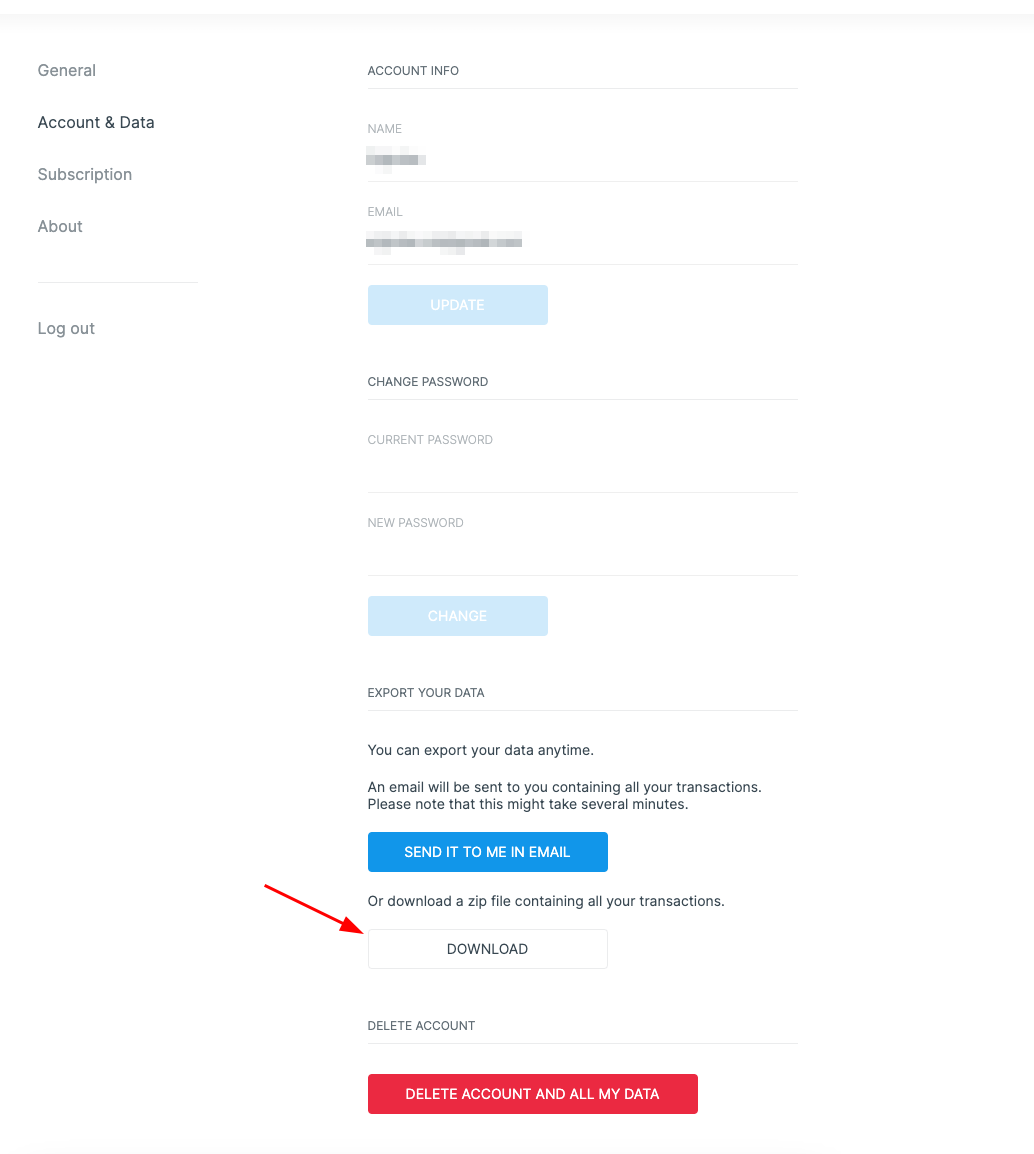 General
Account & Data
Subscription
About
Log out
ACCOUNT INFO
NAME
EMAIL
UPDATE
CHANGE PASSWORD
CURRENT PASSWORD
NEW PASSWORD
CHANGE
EXPORT YOUR DATA
You can export your data anytime.
An email will be sent to you containing all your transactions.
Please note that this might take several minutes.
SEND IT TO ME IN EMAIL
Or download a zip file containing all your transactions.
DOWNLOAD
DELETE ACCOUNT
DELETE ACCOUNT AND ALL MY DATA